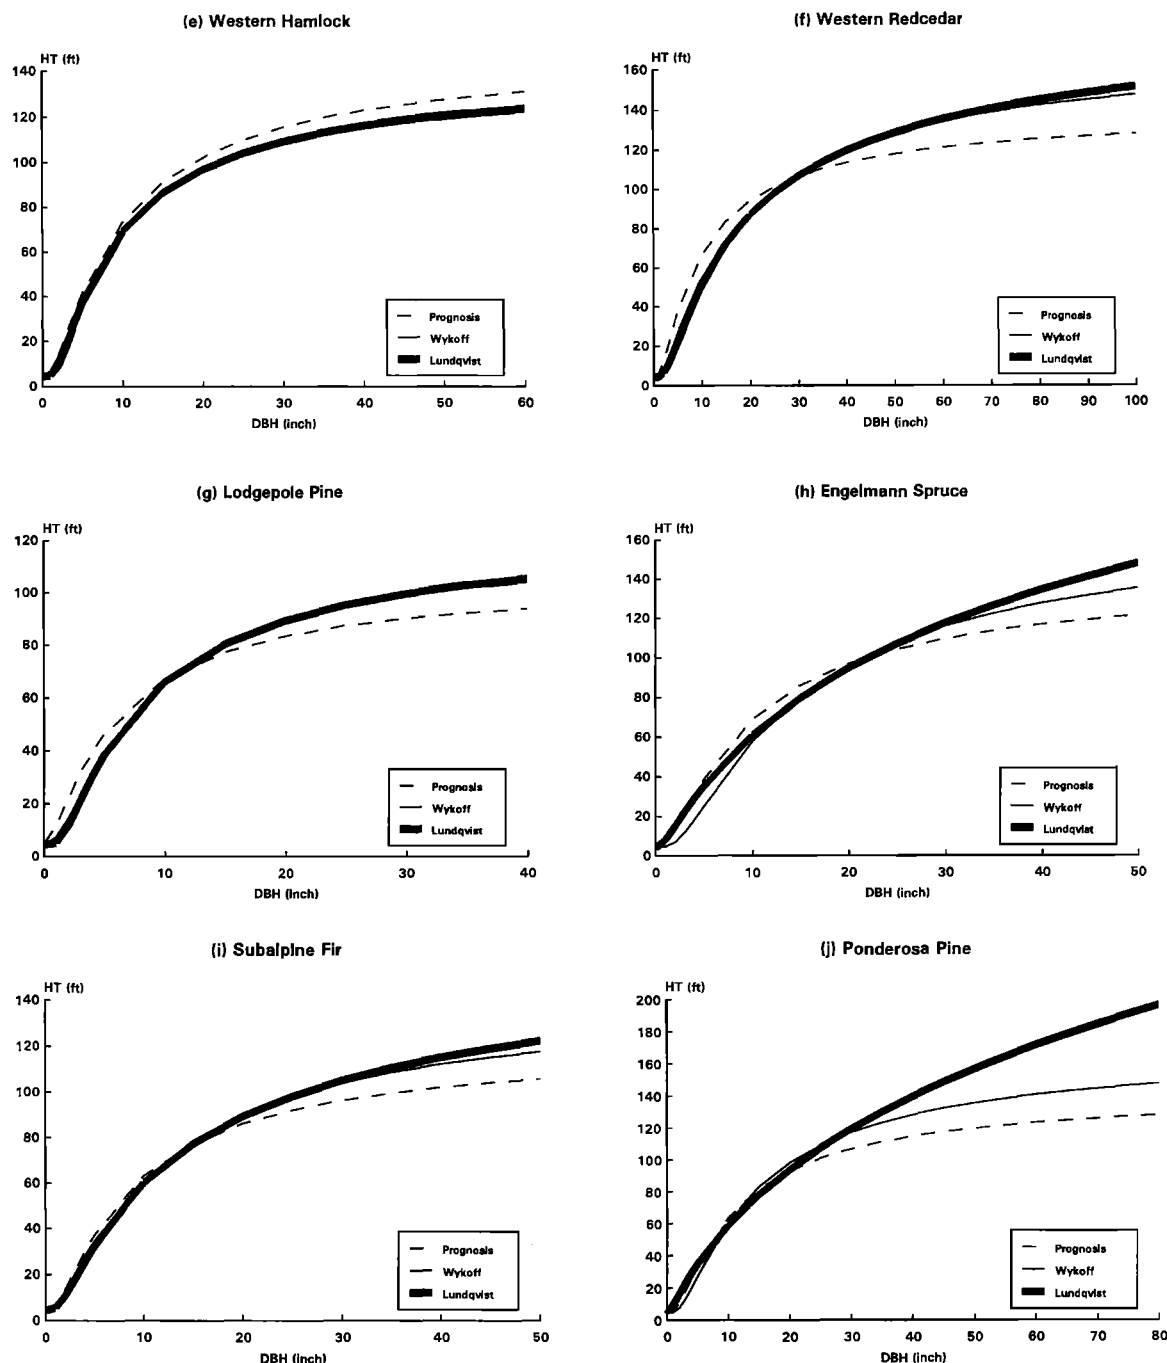 (e) Western Hamlock
HT (ft)
140
120
100
80
60
40
20
0
0 10 20 30 40 50 60
DBH (inch)
Prognosis
Wykoff
Lundqvist
(f) Western Redcedar
HT (ft)
160
140
120
100
80
60
40
20
0
0 10 20 30 40 50 60 70 80 90 100
DBH (inch)
Prognosis
Wykoff
Lundqvist
(g) Lodgepole Pine
HT (ft)
120
100
80
60
40
20
0
0 10 20 30 40
DBH (inch)
Prognosis
Wykoff
Lundqvist
(h) Engelmann Spruce
HT (ft)
160
140
120
100
80
60
40
20
0
0 10 20 30 40 50
DBH (inch)
Prognosis
Wykoff
Lundqvist
(i) Subalpine Fir
HT (ft)
140
120
100
80
60
40
20
0
0 10 20 30 40 50
DBH (inch)
Prognosis
Wykoff
Lundqvist
(j) Ponderosa Pine
HT (ft)
200
180
160
140
120
100
80
60
40
20
0
0 10 20 30 40 50 60 70 80
DBH (inch)
Prognosis
Wykoff
Lundqvist